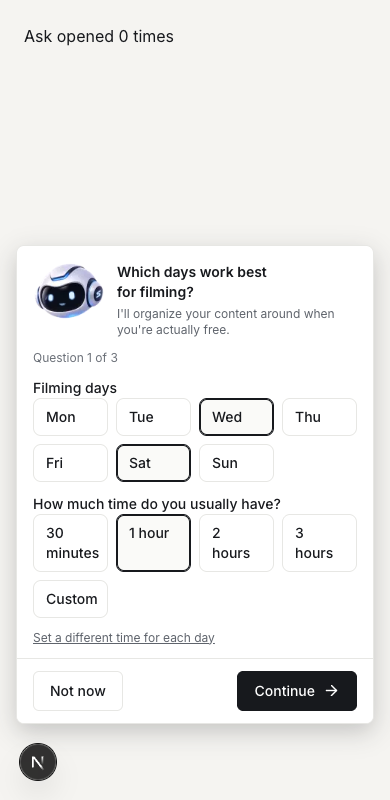 Ask opened 0 times
Which days work best
for filming?
I'll organize your content around when
you're actually free.
Question 1 of 3
Filming days
Mon
Tue
Wed
Thu
Fri
Sat
Sun
How much time do you usually have?
30
minutes
1 hour
2
hours
3
hours
Custom
Set a different time for each day
Not now
Continue →
N